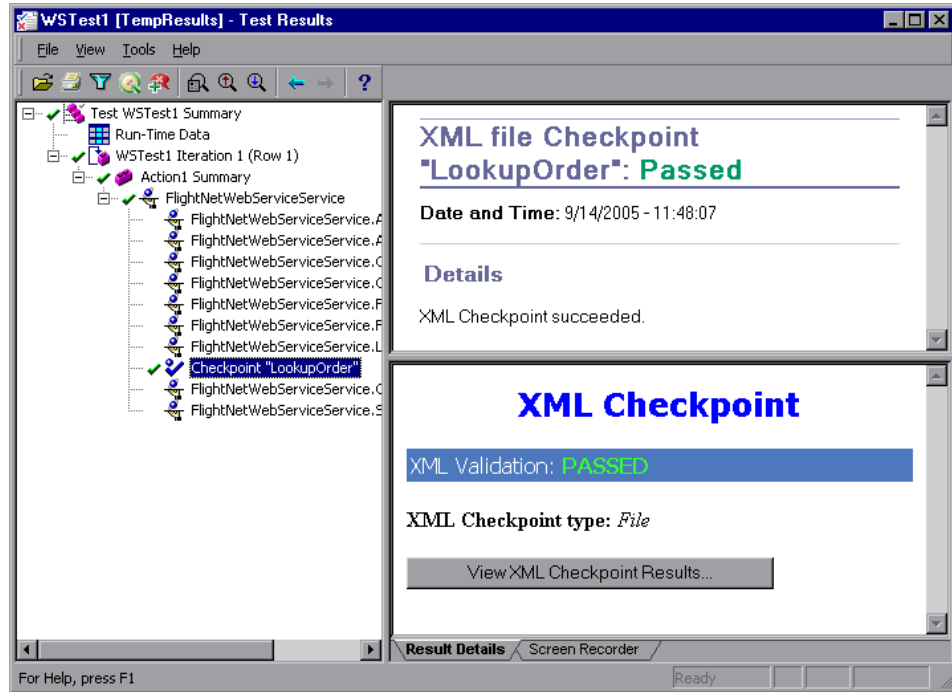 WSTest1 [TempResults] - Test Results
File View Tools Help
?
Test WSTest1 Summary
Run-Time Data
WSTest1 Iteration 1 (Row 1)
Action1 Summary
FlightNetWebServiceService
FlightNetWebServiceService.A
FlightNetWebServiceService.A
FlightNetWebServiceService.C
FlightNetWebServiceService.C
FlightNetWebServiceService.F
FlightNetWebServiceService.F
FlightNetWebServiceService.L
Checkpoint "LookupOrder"
FlightNetWebServiceService.C
FlightNetWebServiceService.S
XML file Checkpoint
"LookupOrder": Passed
Date and Time: 9/14/2005 - 11:48:07
Details
XML Checkpoint succeeded.
XML Checkpoint
XML Validation: PASSED
XML Checkpoint type: File
View XML Checkpoint Results...
Result Details Screen Recorder
For Help, press F1
Ready